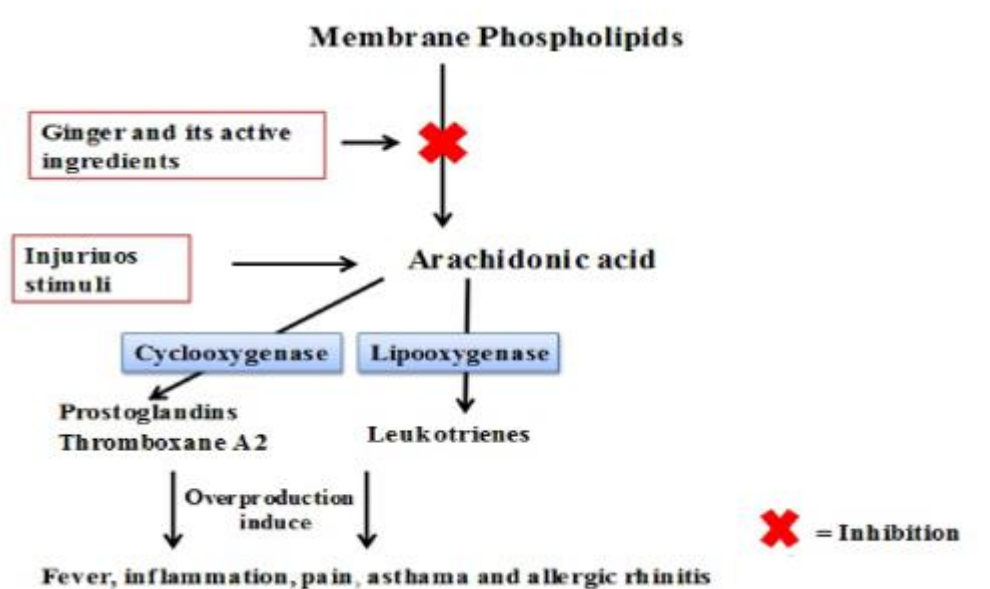 Membrane Phospholipids
Ginger and its active
ingredients
Injuriuos
stimuli
Arachidonic acid
Cyclooxygenase
Lipooxygenase
Prostoglandins
Thromboxane A2
Leukotrienes
Overproduction
induce
= Inhibition
Fever, inflammation, pain, asthama and allergic rhinitis